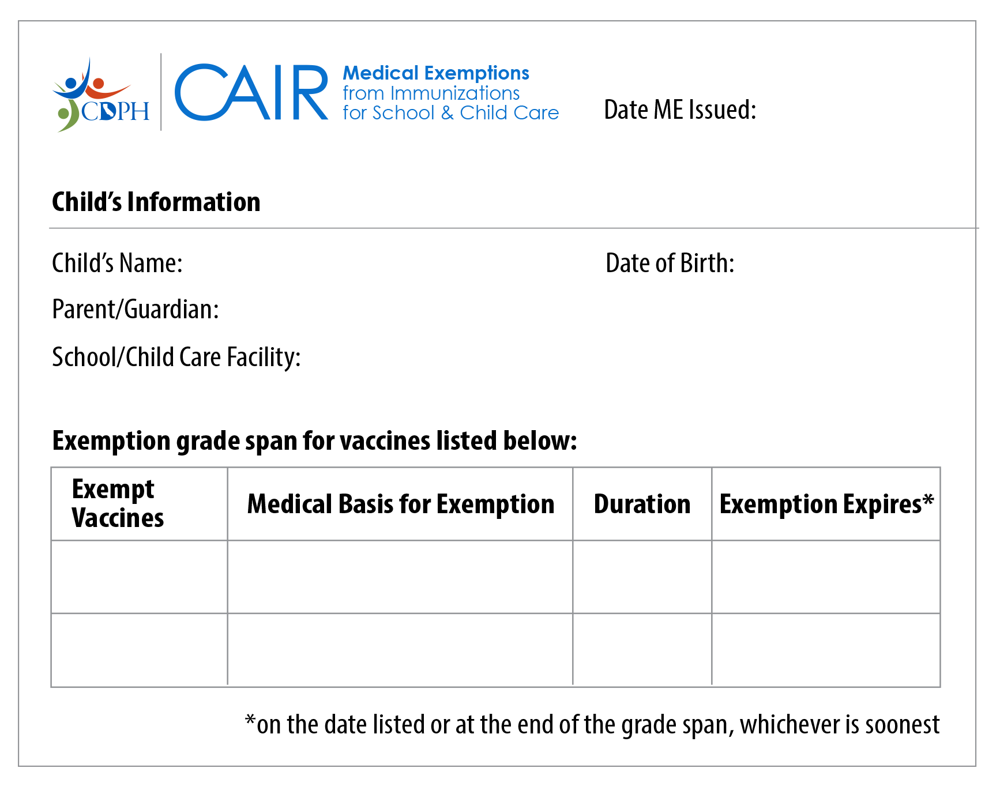 CDPH
CAIR
Medical Exemptions
from Immunizations
for School & Child Care
Date ME Issued:
Child’s Information
Child’s Name:
Date of Birth:
Parent/Guardian:
School/Child Care Facility:
Exemption grade span for vaccines listed below:
Exempt
Vaccines
Medical Basis for Exemption
Duration
Exemption Expires*
*on the date listed or at the end of the grade span, whichever is soonest